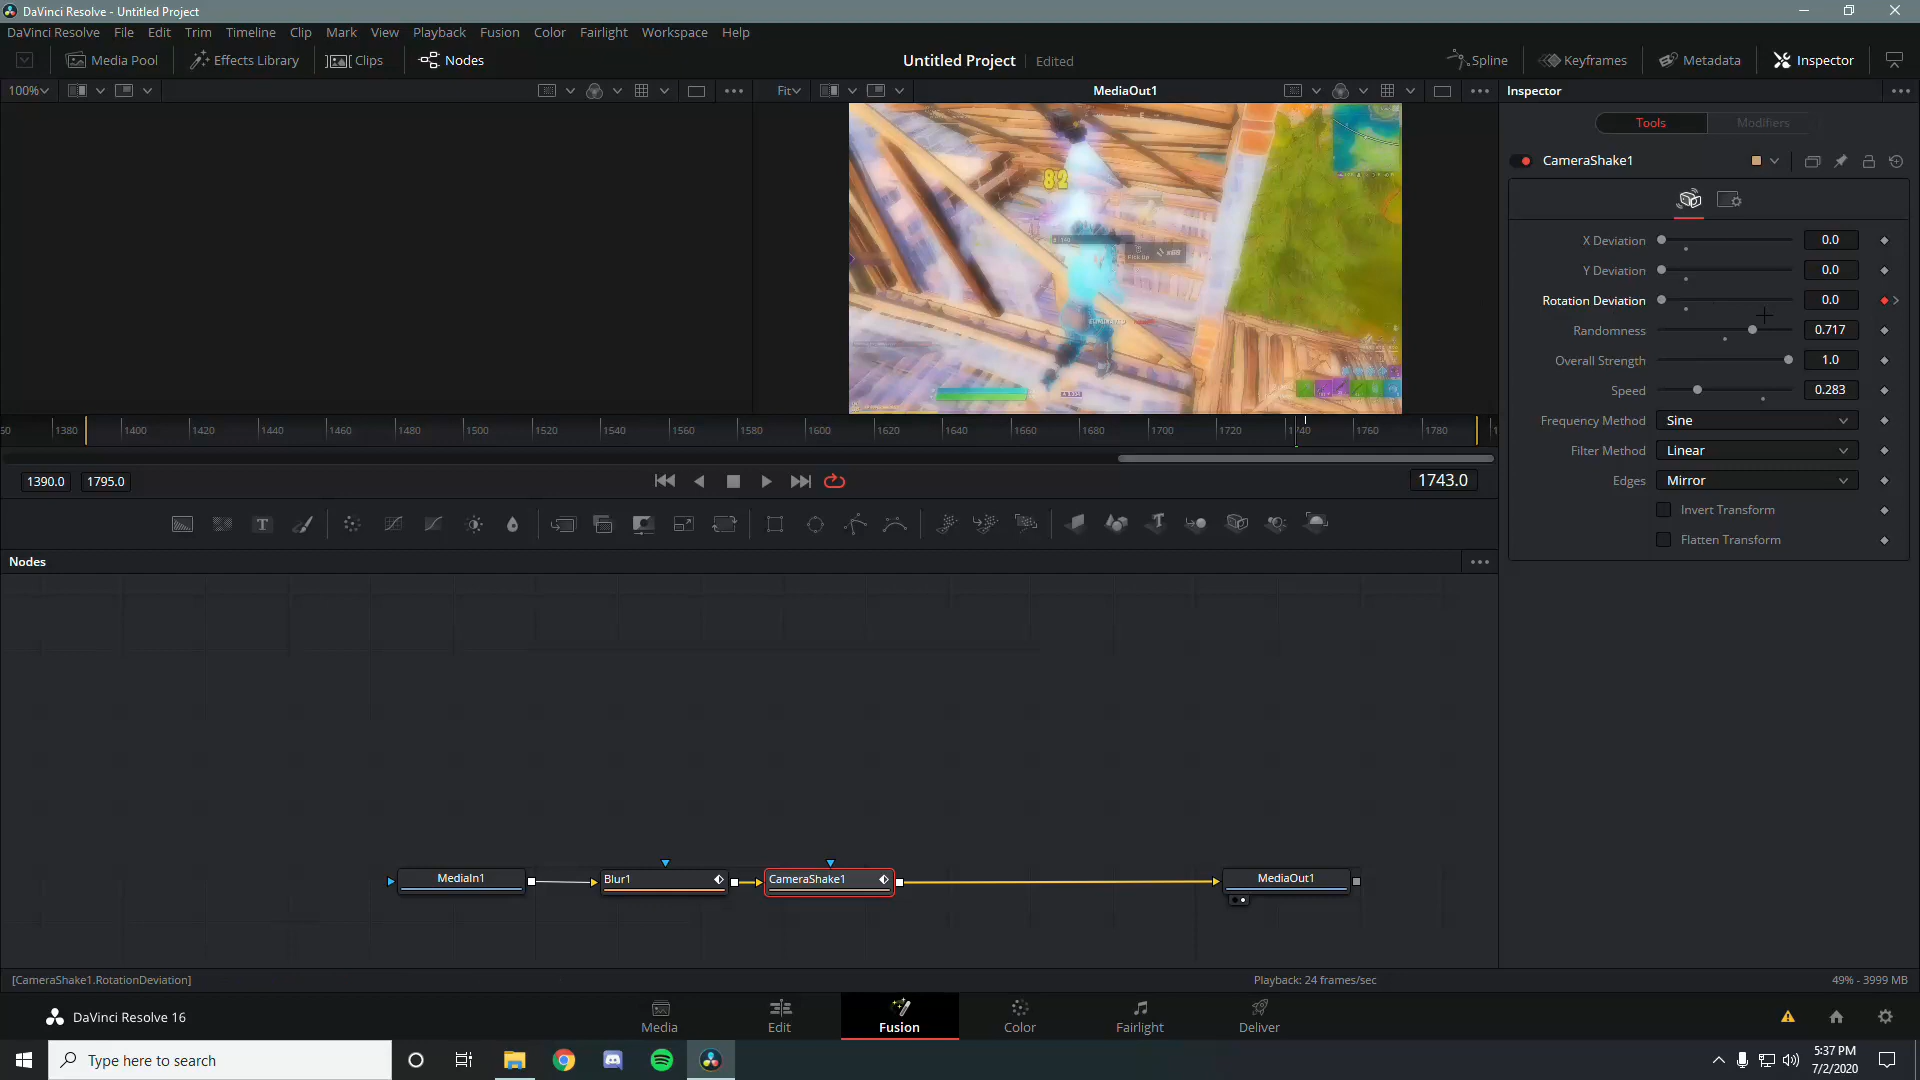 DaVinci Resolve - Untitled Project
DaVinci Resolve File Edit Trim Timeline Clip Mark View Playback Fusion Color Fairlight Workspace Help
Media Pool Effects Library Clips Nodes Untitled Project Edited Spline Keyframes Metadata Inspector
100% Fit MediaOut1 Inspector
Tools Modifiers
CameraShake1
X Deviation 0.0
Y Deviation 0.0
Rotation Deviation 0.0
Randomness 0.717
Overall Strength 1.0
Speed 0.283
Frequency Method Sine
Filter Method Linear
Edges Mirror
Invert Transform
Flatten Transform
82
1380 1400 1420 1440 1460 1480 1500 1520 1540 1560 1580 1600 1620 1640 1660 1680 1700 1720 1740 1760 1780
1390.0 1795.0 1743.0
Nodes
MediaIn1 Blur1 CameraShake1 MediaOut1
[CameraShake1.RotationDeviation] Playback: 24 frames/sec 49% - 3999 MB
DaVinci Resolve 16 Media Edit Fusion Color Fairlight Deliver
Type here to search
5:37 PM
7/2/2020